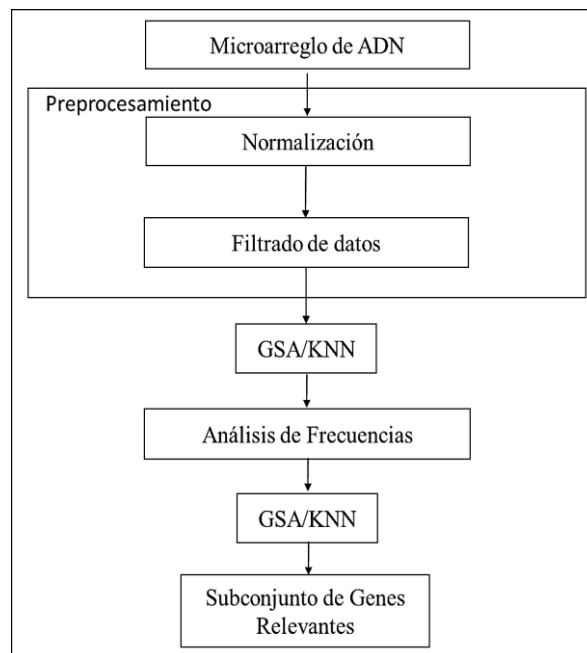 Microarreglo de ADN
Preprocesamiento
Normalización
Filtrado de datos
GSA/KNN
Análisis de Frecuencias
GSA/KNN
Subconjunto de Genes
Relevantes